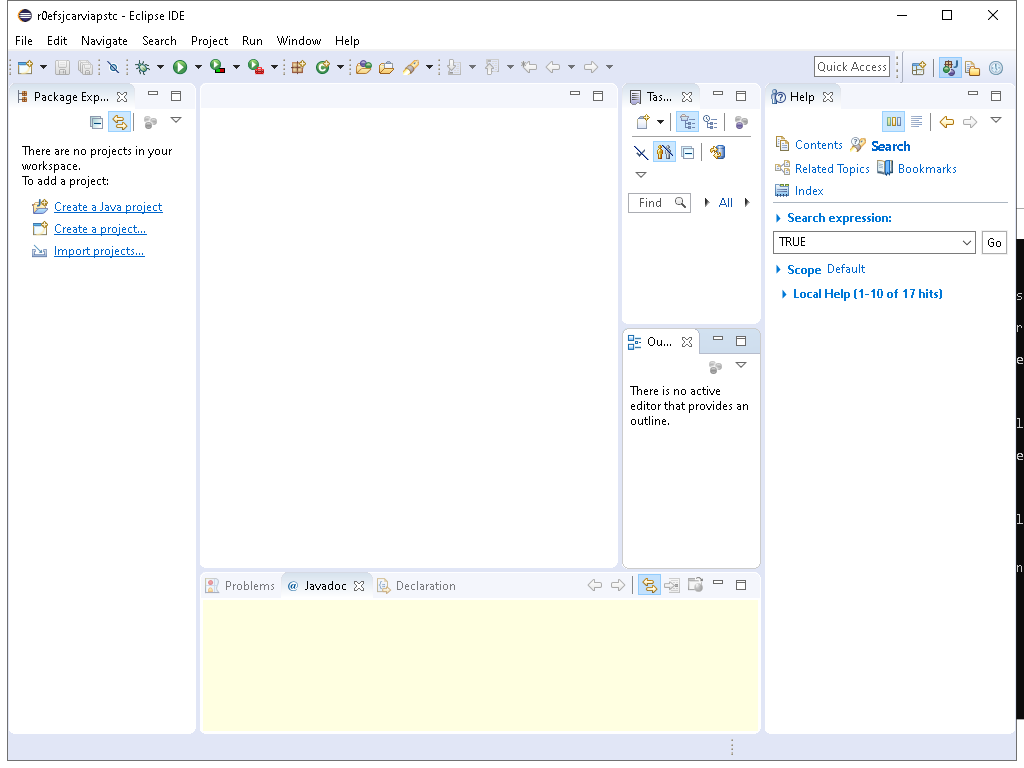 r0efsjcarviapstc - Eclipse IDE
File Edit Navigate Search Project Run Window Help
Quick Access
Package Exp...
There are no projects in your
workspace.
To add a project:
Create a Java project
Create a project...
Import projects...
Tas...
Find
All
Ou...
There is no active
editor that provides an
outline.
Help
Contents Search
Related Topics Bookmarks
Index
Search expression:
TRUE Go
Scope Default
Local Help (1-10 of 17 hits)
s
r
e
l
e
l
n
Problems @ Javadoc Declaration